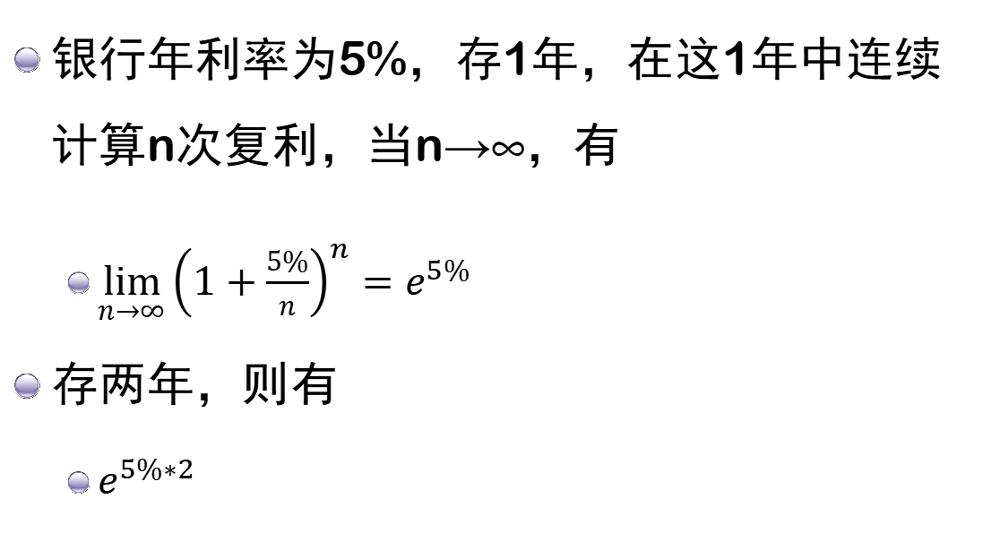 银行年利率为5%，存1年，在这1年中连续
计算n次复利，当n→∞，有
lim n→∞ (1 + 5%/n)^n = e^5%
存两年，则有
e^5%*2